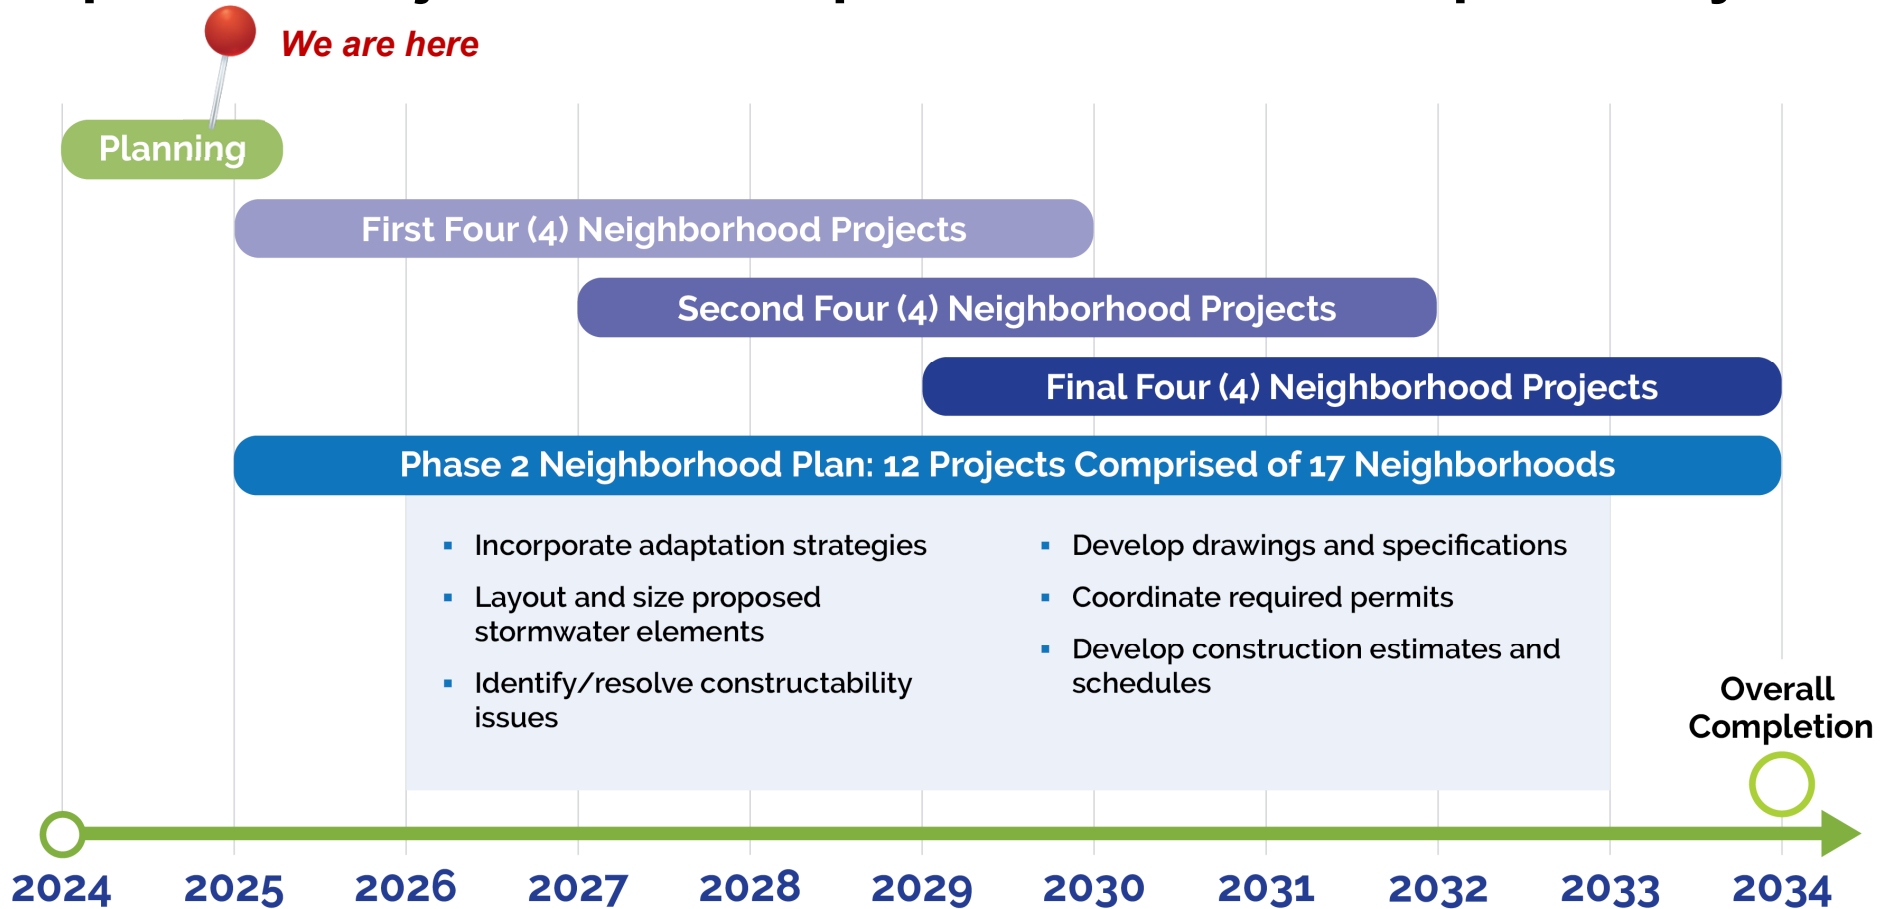 We are here
Planning
First Four (4) Neighborhood Projects
Second Four (4) Neighborhood Projects
Final Four (4) Neighborhood Projects
Phase 2 Neighborhood Plan: 12 Projects Comprised of 17 Neighborhoods
▪ Incorporate adaptation strategies
▪ Layout and size proposed
stormwater elements
▪ Identify/resolve constructability
issues
▪ Develop drawings and specifications
▪ Coordinate required permits
▪ Develop construction estimates and
schedules
Overall
Completion
2024 2025 2026 2027 2028 2029 2030 2031 2032 2033 2034